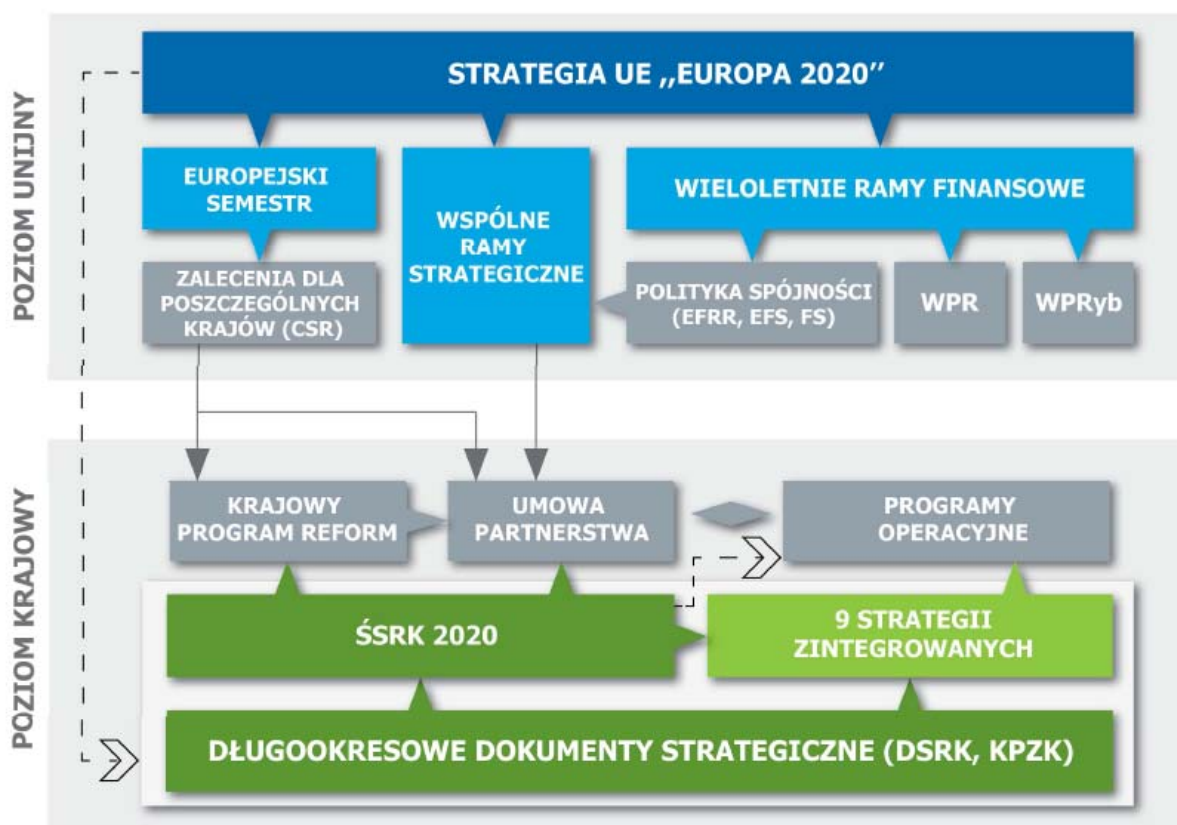 POZIOM UNIJNY
STRATEGIA UE ,,EUROPA 2020”
EUROPEJSKI
SEMESTR
WSPÓLNE
RAMY
STRATEGICZNE
WIELOLETNIE RAMY FINANSOWE
ZALECENIA DLA
POSZCZEGÓLNYCH
KRAJÓW (CSR)
POLITYKA SPÓJNOŚCI
(EFRR, EFS, FS)
WPR
WPRyb
POZIOM KRAJOWY
KRAJOWY
PROGRAM REFORM
UMOWA
PARTNERSTWA
PROGRAMY
OPERACYJNE
ŚSRK 2020
9 STRATEGII
ZINTEGROWANYCH
DŁUGOOKRESOWE DOKUMENTY STRATEGICZNE (DSRK, KPZK)